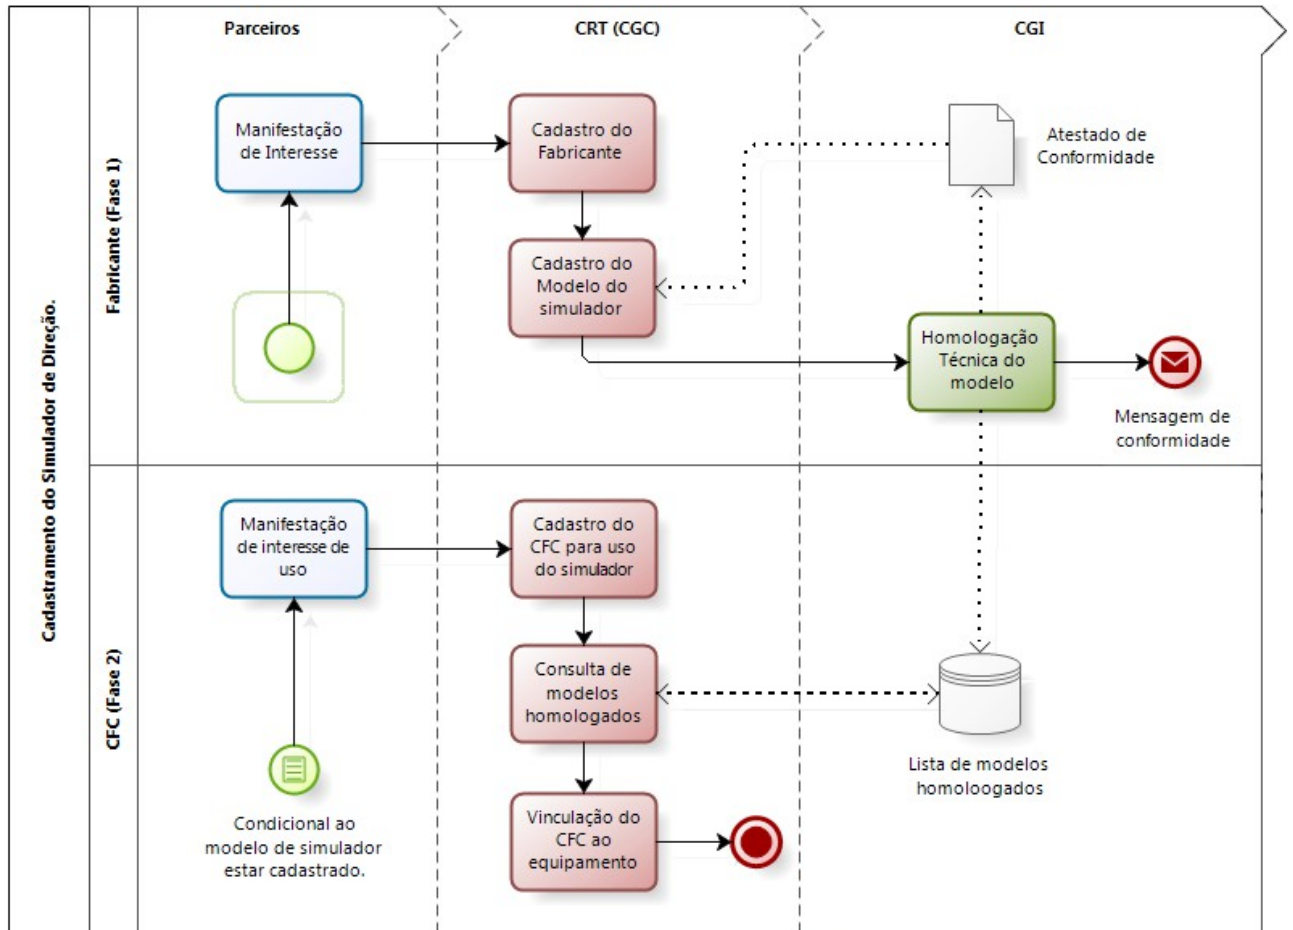 Parceiros
CRT (CGC)
CGI
Cadastramento do Simulador de Direção.
Fabricante (Fase 1)
Manifestação
de Interesse
Cadastro do
Fabricante
Atestado de
Conformidade
Cadastro do
Modelo do
simulador
Homologação
Técnica do
modelo
Mensagem de
conformidade
CFC (Fase 2)
Manifestação
de interesse de
uso
Cadastro do
CFC para uso
do simulador
Consulta de
modelos
homologados
Lista de modelos
homoloogados
Condicional ao
modelo de simulador
estar cadastrado.
Vinculação do
CFC ao
equipamento